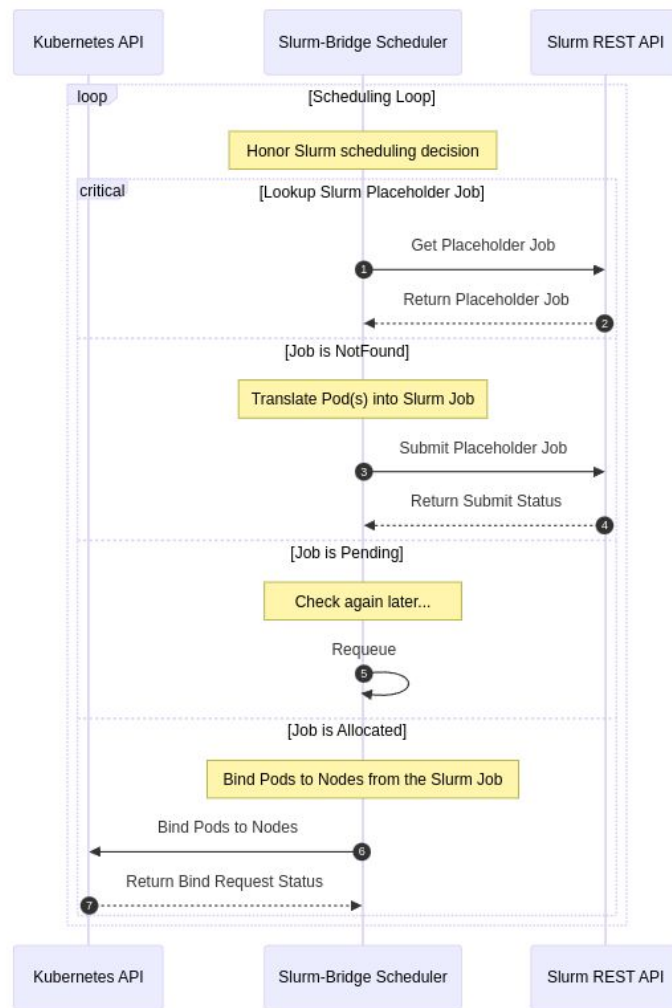 Kubernetes API
Slurm-Bridge Scheduler
Slurm REST API
loop
[Scheduling Loop]
Honor Slurm scheduling decision
critical
[Lookup Slurm Placeholder Job]
Get Placeholder Job
1
Return Placeholder Job
2
[Job is NotFound]
Translate Pod(s) into Slurm Job
Submit Placeholder Job
3
Return Submit Status
4
[Job is Pending]
Check again later...
Requeue
5
[Job is Allocated]
Bind Pods to Nodes from the Slurm Job
Bind Pods to Nodes
6
Return Bind Request Status
7
Kubernetes API
Slurm-Bridge Scheduler
Slurm REST API